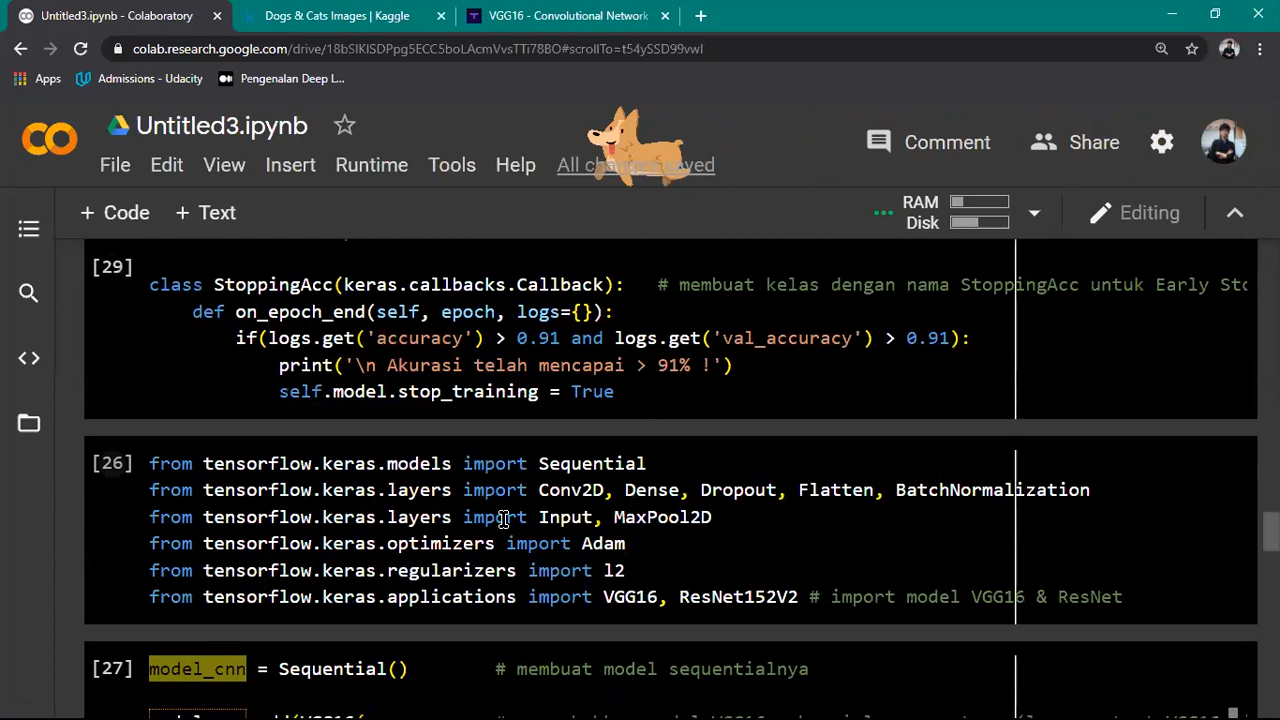 Untitled3.ipynb - Colaboratory
Dogs & Cats Images | Kaggle
VGG16 - Convolutional Network
colab.research.google.com/drive/18bSlKlSDPpg5ECC5boLAcmVvsTTi78BO#scrollTo=t54ySSD99vwl
Apps
Admissions - Udacity
Pengenalan Deep L...
Untitled3.ipynb
Comment
Share
File Edit View Insert Runtime Tools Help
+ Code + Text
RAM
Disk
Editing
[29]
class StoppingAcc(keras.callbacks.Callback): # membuat kelas dengan nama StoppingAcc untuk Early Sto
def on_epoch_end(self, epoch, logs={}):
if(logs.get('accuracy') > 0.91 and logs.get('val_accuracy') > 0.91):
print('\n Akurasi telah mencapai > 91% !')
self.model.stop_training = True
[26] from tensorflow.keras.models import Sequential
from tensorflow.keras.layers import Conv2D, Dense, Dropout, Flatten, BatchNormalization
from tensorflow.keras.layers import Input, MaxPool2D
from tensorflow.keras.optimizers import Adam
from tensorflow.keras.regularizers import l2
from tensorflow.keras.applications import VGG16, ResNet152V2 # import model VGG16 & ResNet
[27] model_cnn = Sequential() # membuat model sequentialnya